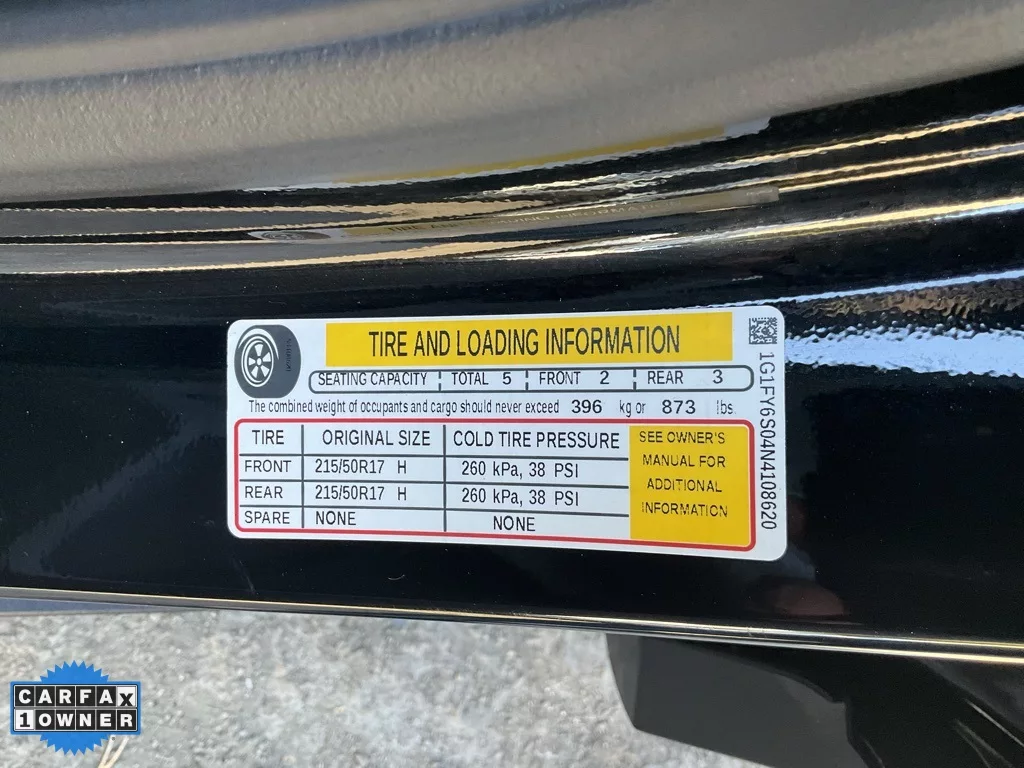 TIRE AND LOADING INFORMATION
SEATING CAPACITY TOTAL 5 FRONT 2 REAR 3
The combined weight of occupants and cargo should never exceed 396 kg or 873 lbs.
TIRE ORIGINAL SIZE COLD TIRE PRESSURE
FRONT 215/50R17 H 260 kPa, 38 PSI
REAR 215/50R17 H 260 kPa, 38 PSI
SPARE NONE NONE
SEE OWNER'S
MANUAL FOR
ADDITIONAL
INFORMATION
1G1FY6S04N4108620
CARFAX
1 OWNER